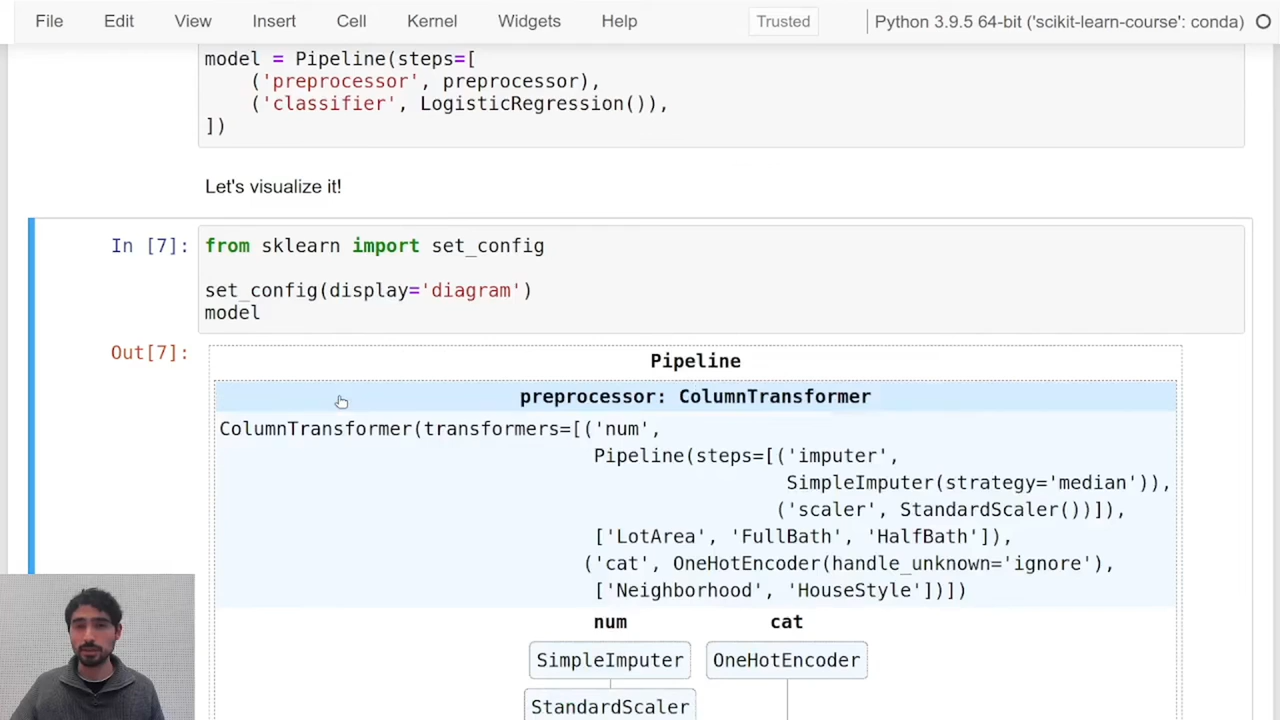 File Edit View Insert Cell Kernel Widgets Help Trusted Python 3.9.5 64-bit ('scikit-learn-course': conda)
model = Pipeline(steps=[
    ('preprocessor', preprocessor),
    ('classifier', LogisticRegression()),
])
Let's visualize it!
In [7]: from sklearn import set_config
set_config(display='diagram')
model
Out[7]:
Pipeline
preprocessor: ColumnTransformer
ColumnTransformer(transformers=[('num',
Pipeline(steps=[('imputer',
SimpleImputer(strategy='median')),
('scaler', StandardScaler())]),
['LotArea', 'FullBath', 'HalfBath']),
('cat', OneHotEncoder(handle_unknown='ignore'),
['Neighborhood', 'HouseStyle'])])
num cat
SimpleImputer OneHotEncoder
StandardScaler